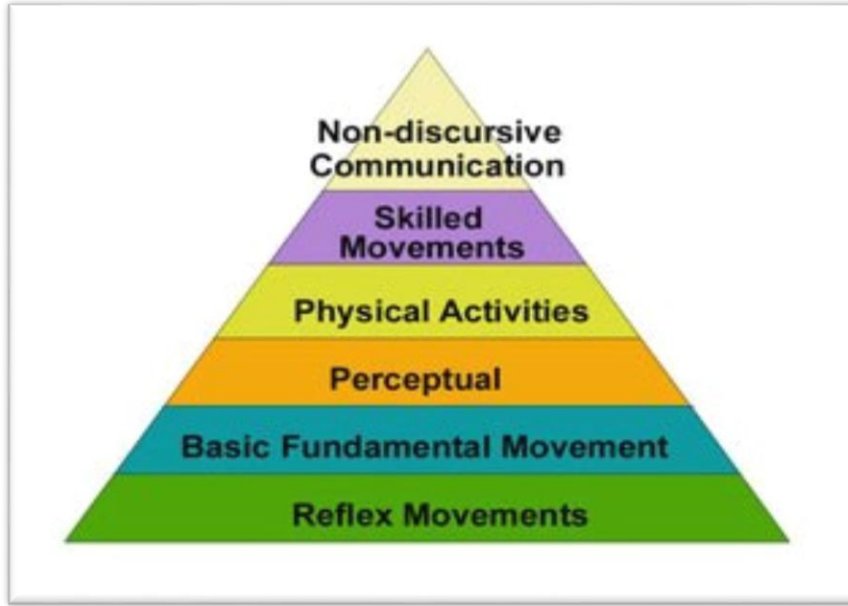 Non-discursive
Communication
Skilled
Movements
Physical Activities
Perceptual
Basic Fundamental Movement
Reflex Movements